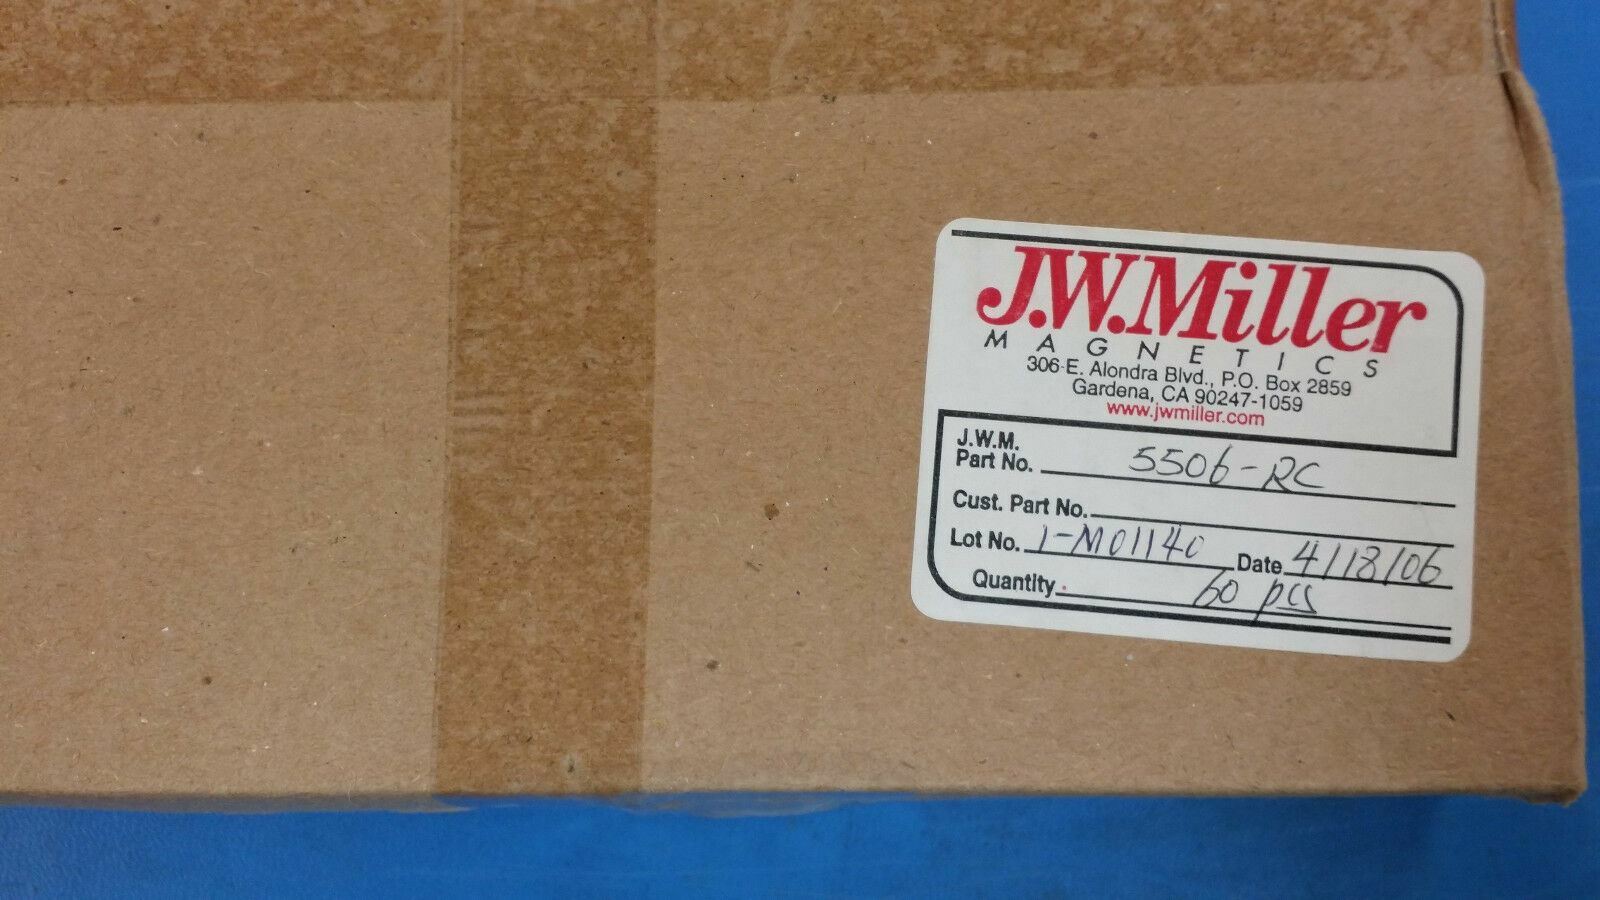 J.W.Miller
MAGNETICS
306 E. Alondra Blvd., P.O. Box 2859
Gardena, CA 90247-1059
www.jwmiller.com
J.W.M.
Part No. 5506-RC
Cust. Part No.
Lot No. 1-M01140 Date 4/18/06
Quantity 60 pcs